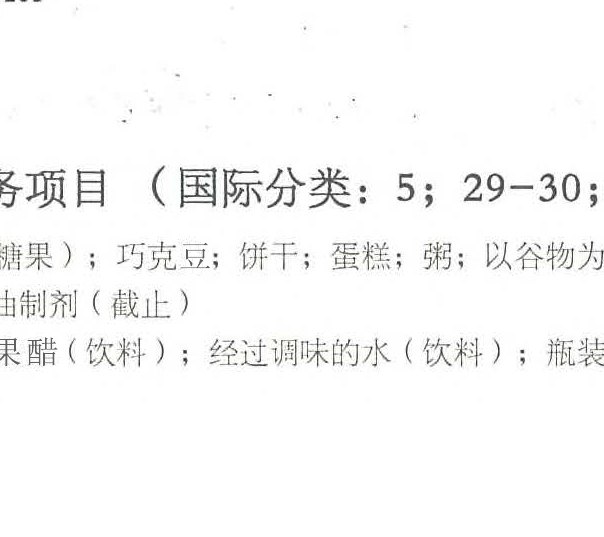 务项目 （国际分类：5；29-30；
糖果）；巧克豆；饼干；蛋糕；粥；以谷物为
油制剂（截止）
果醋（饮料）；经过调味的水（饮料）；瓶装